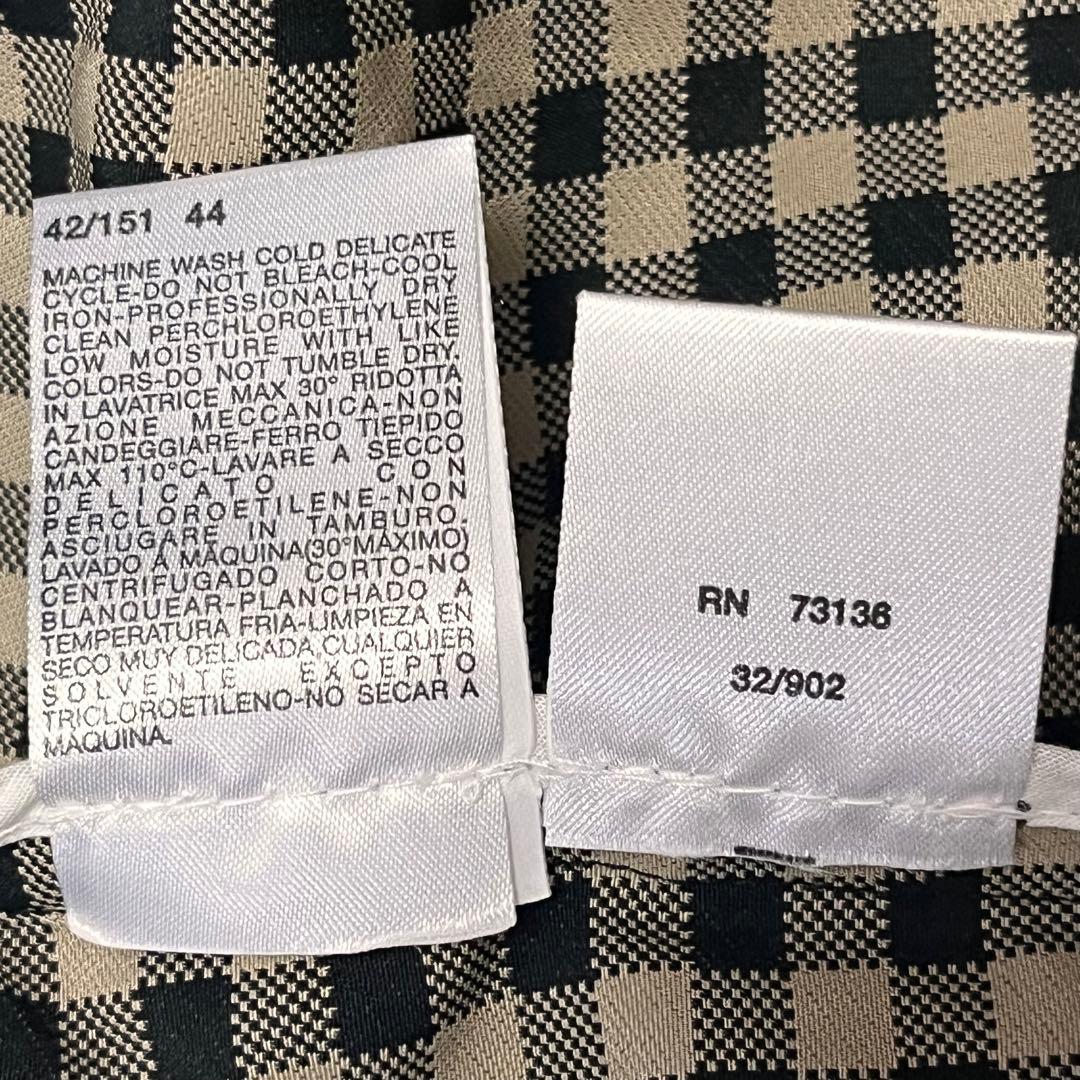 42/151 44
MACHINE WASH COLD DELICATE
CYCLE-DO NOT BLEACH-COOL
IRON-PROFESSIONALLY DRY
CLEAN PERCHLOROETHYLENE
LOW MOISTURE WITH LIKE
COLORS-DO NOT TUMBLE DRY.
IN LAVATRICE MAX 30° RIDOTTA
AZIONE MECCANICA-NON
CANDEGGIARE-FERRO TIEPIDO
MAX 110°C-LAVARE A SECCO
DELICATO CON
PERCLOROETILENE-NON
ASCIUGARE IN TAMBURO.
LAVADO A MAQUINA(30°MÁXIMO)
CENTRIFUGADO CORTO-NO
BLANQUEAR-PLANCHADO A
TEMPERATURA FRIA-LIMPIEZA EN
SECO MUY DELICADA CUALQUIER
SOLVENTE EXCEPTO
TRICLOROETILENO-NO SECAR A
MAQUINA.
RN 73136
32/902